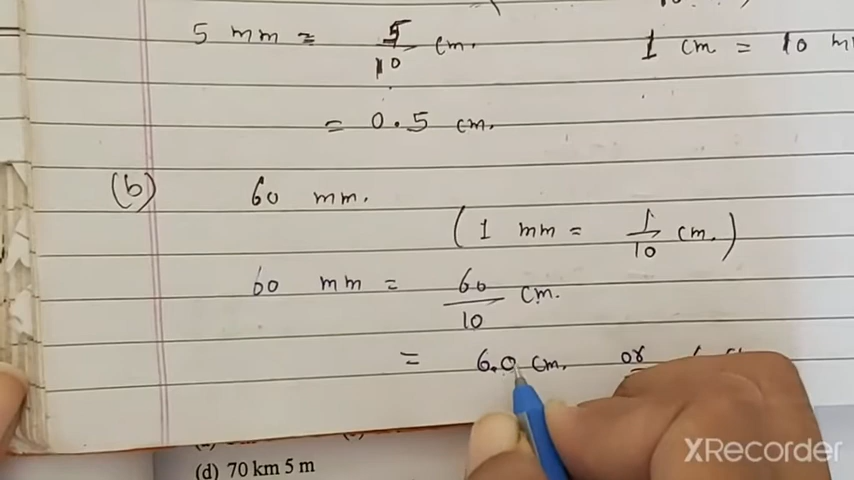 5 mm = 5/10 cm. 1 cm = 10
= 0.5 cm.
(b) 60 mm.
(1 mm = 1/10 cm.)
60 mm = 60/10 cm.
= 6.0 cm. or
(d) 70 km 5 m
XRecorder